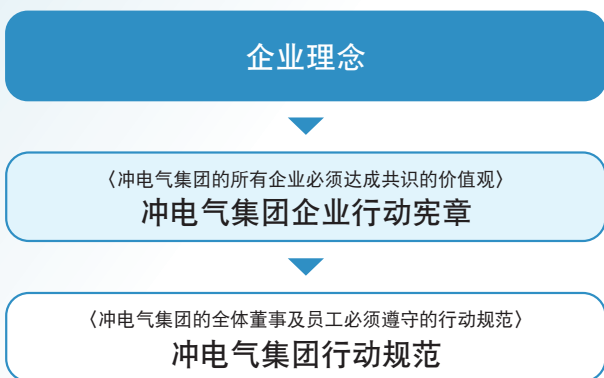 企业理念
〈冲电气集团的所有企业必须达成共识的价值观〉
冲电气集团企业行动宪章
〈冲电气集团的全体董事及员工必须遵守的行动规范〉
冲电气集团行动规范